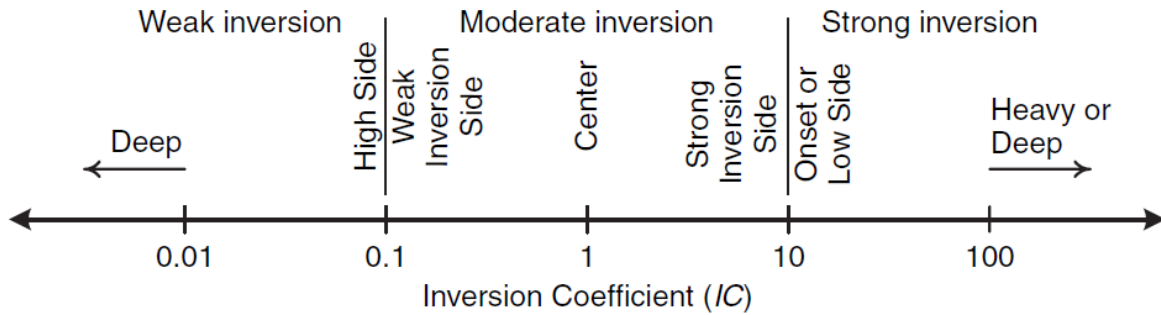 Weak inversion
Moderate inversion
Strong inversion
Deep
High Side
Weak
Inversion
Side
Center
Strong
Inversion
Side
Onset or
Low Side
Heavy or
Deep
0.01
0.1
1
10
100
Inversion Coefficient (IC)